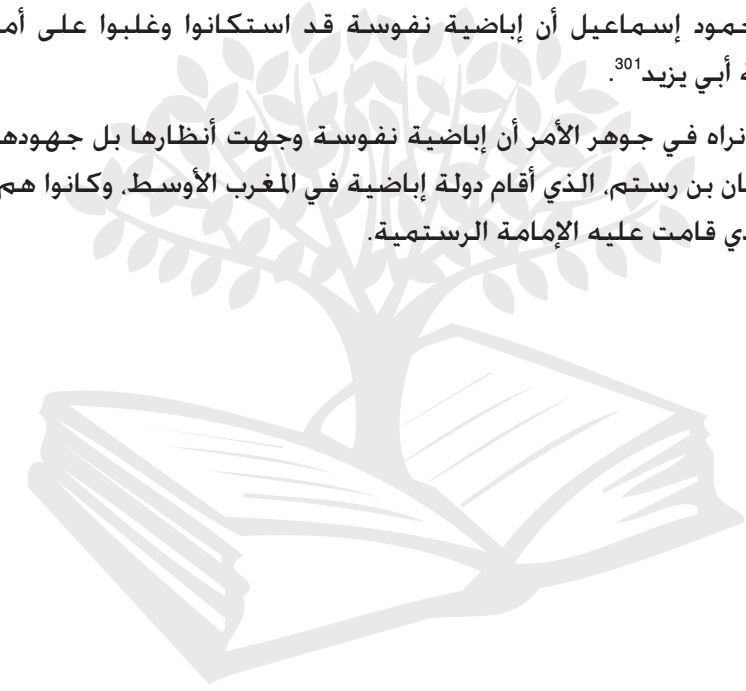 حمود إسماعيل أن إباضية نفوسة قد استكانوا وغلبوا على أم
ة أبي يزيد301.
نراه في جوهر الأمر أن إباضية نفوسة وجهت أنظارها بل جهوده
ان بن رستم، الذي أقام دولة إباضية في المغرب الأوسط، وكانوا هم
دي قامت عليه الإمامة الرستمية.